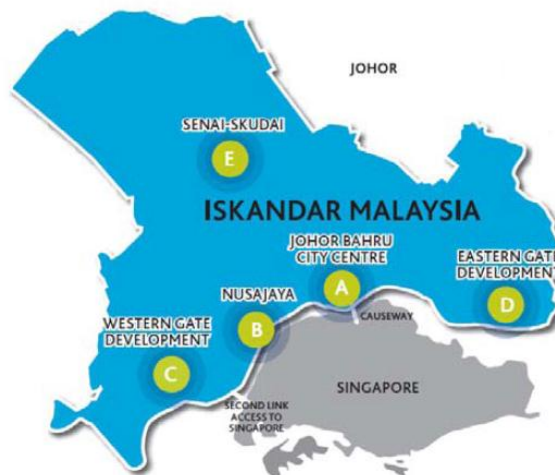 JOHOR
SENAI-SKUDAI
E
ISKANDAR MALAYSIA
JOHOR BAHRU
CITY CENTRE
A
EASTERN GATE
DEVELOPMENT
D
NUSAJAYA
B
CAUSEWAY
WESTERN GATE
DEVELOPMENT
C
SINGAPORE
SECOND LINK
ACCESS TO
SINGAPORE